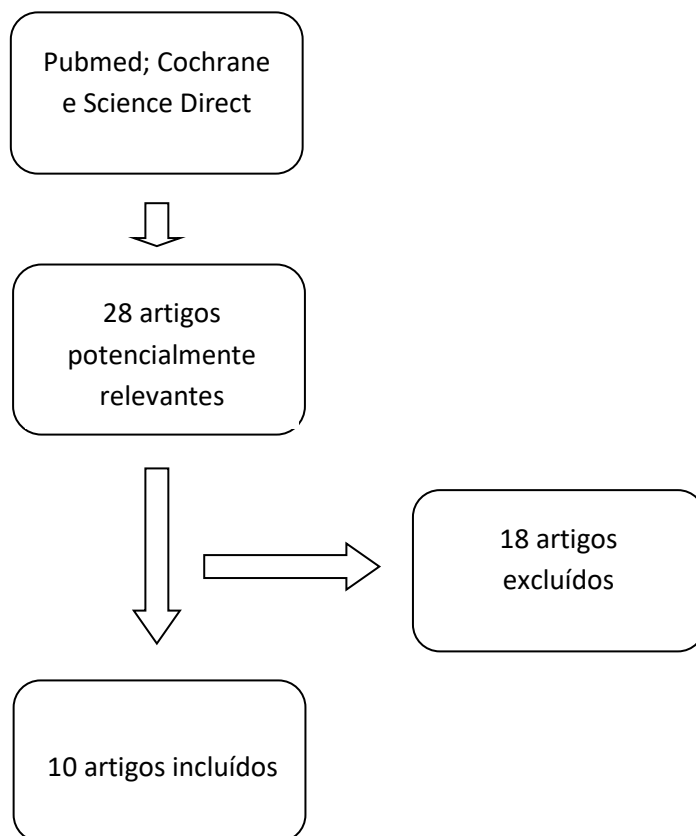 Pubmed; Cochrane
e Science Direct
28 artigos
potencialmente
relevantes
18 artigos
excluídos
10 artigos incluídos